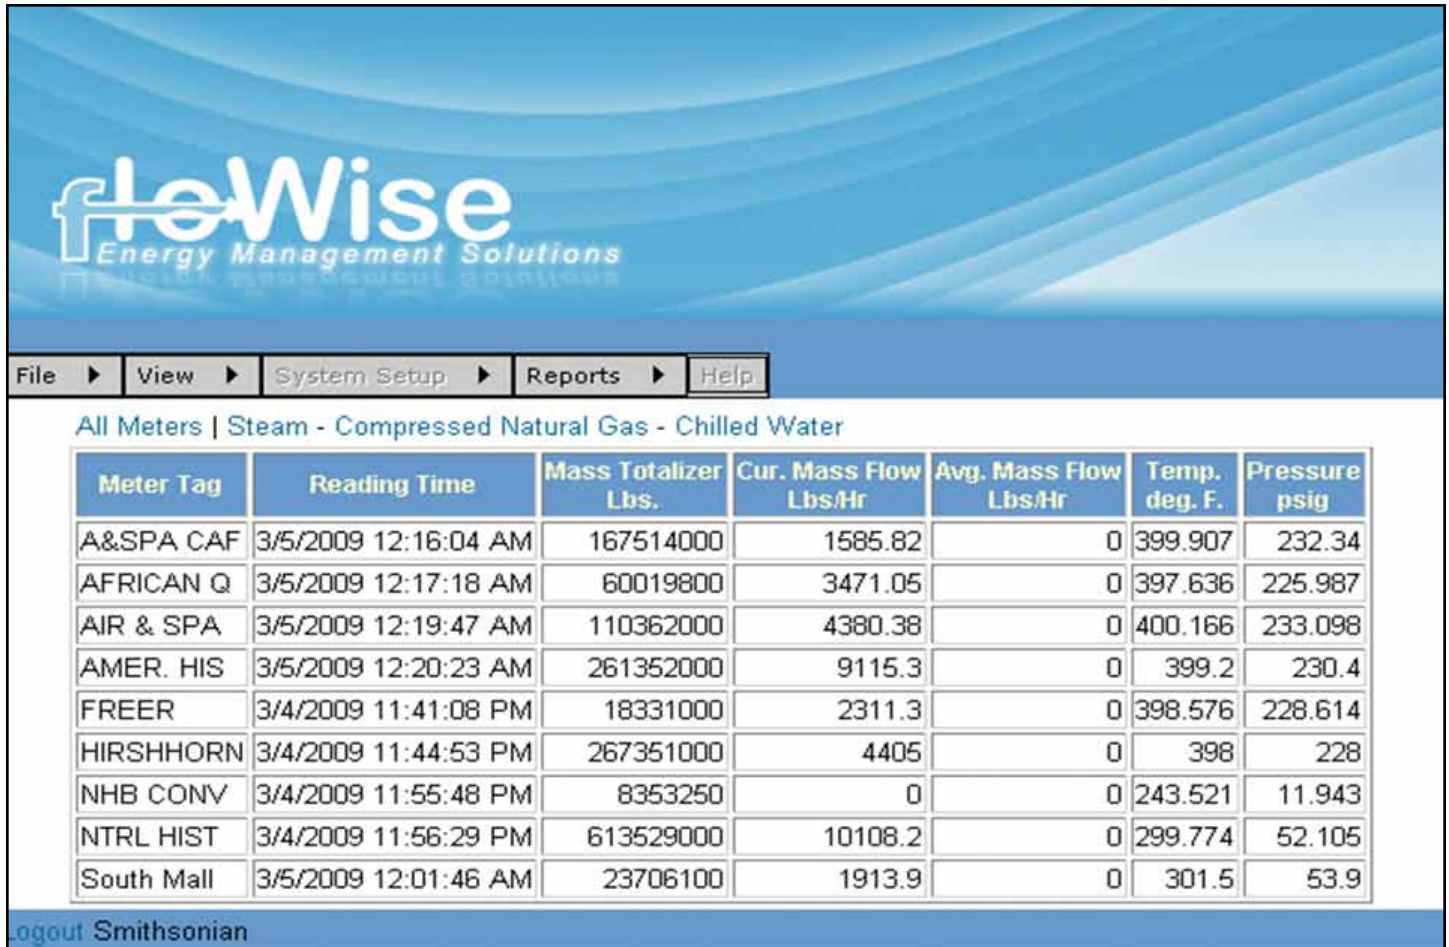 floWise
Energy Management Solutions
File View System Setup Reports Help
All Meters | Steam - Compressed Natural Gas - Chilled Water
Meter Tag Reading Time Mass Totalizer Lbs. Cur. Mass Flow Lbs/Hr Avg. Mass Flow Lbs/Hr Temp. deg. F. Pressure psig
A&SPA CAF 3/5/2009 12:16:04 AM 167514000 1585.82 0 399.907 232.34
AFRICAN Q 3/5/2009 12:17:18 AM 60019800 3471.05 0 397.636 225.987
AIR & SPA 3/5/2009 12:19:47 AM 110362000 4380.38 0 400.166 233.098
AMER. HIS 3/5/2009 12:20:23 AM 261352000 9115.3 0 399.2 230.4
FREER 3/4/2009 11:41:08 PM 18331000 2311.3 0 398.576 228.614
HIRSHHORN 3/4/2009 11:44:53 PM 267351000 4405 0 398 228
NHB CONV 3/4/2009 11:55:48 PM 8353250 0 0 243.521 11.943
NTRL HIST 3/4/2009 11:56:29 PM 613529000 10108.2 0 299.774 52.105
South Mall 3/5/2009 12:01:46 AM 23706100 1913.9 0 301.5 53.9
Logout Smithsonian